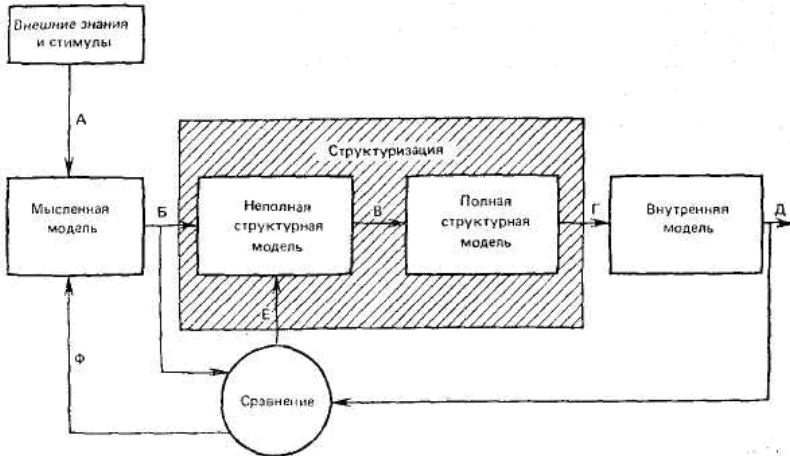 Внешние знания
и стимулы
А
Структуризация
Мысленная
модель
Б
Неполная
структурная
модель
В
Полная
структурная
модель
Г
Внутренняя
модель
Д
Е
Ф
Сравнение